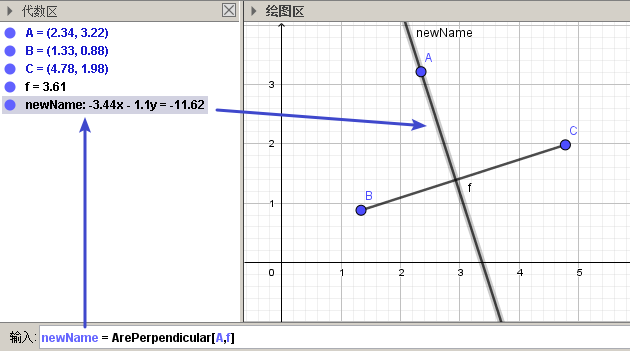 代数区
绘图区
A = (2.34, 3.22)
B = (1.33, 0.88)
C = (4.78, 1.98)
f = 3.61
newName: -3.44x - 1.1y = -11.62
newName
A
3
2
C
B
f
1
0
0
1
2
3
4
5
输入: newName = ArePerpendicular[A,f]